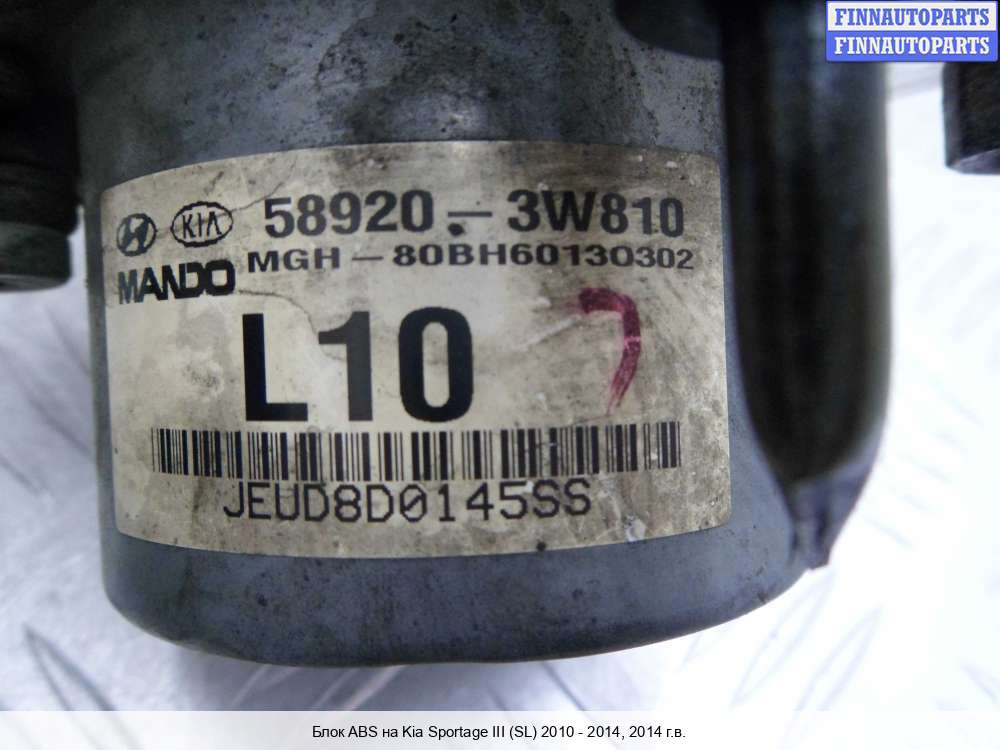 FINNAUTOPARTS
FINNAUTOPARTS
KIA 58920-3W810
MANDO MGH-80BH60130302
L10 7
JEUD8D0145SS
Блок ABS на Kia Sportage III (SL) 2010 - 2014, 2014 г.в.